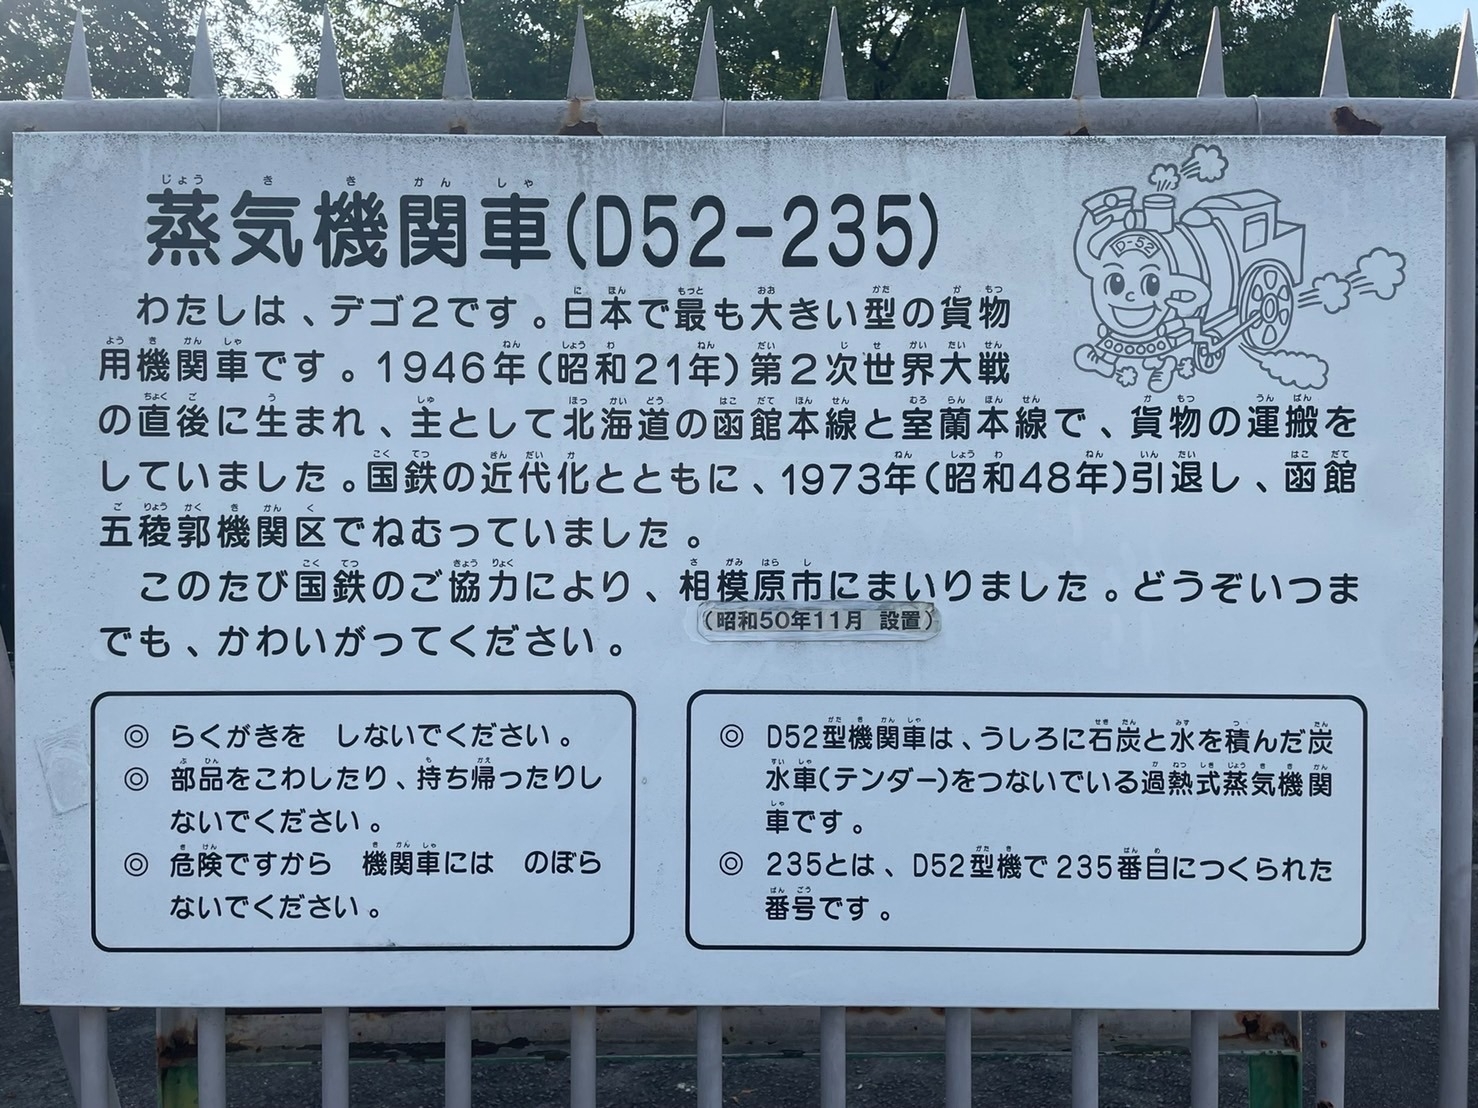 蒸気機関車(D52-235)
D-52
わたしは、デゴ2です。日本で最も大きい型の貨物
用機関車です。1946年(昭和21年)第2次世界大戦
の直後に生まれ、主として北海道の函館本線と室蘭本線で、貨物の運搬を
していました。国鉄の近代化とともに、1973年(昭和48年)引退し、函館
五稜郭機関区でねむっていました。
このたび国鉄のご協力により、相模原市にまいりました。どうぞいつま
でも、かわいがってください。
(昭和50年11月 設置)
◎ らくがきを しないでください。
◎ 部品をこわしたり、持ち帰ったりし
ないでください。
◎ 危険ですから 機関車には のぼら
ないでください。
◎ D52型機関車は、うしろに石炭と水を積んだ炭
水車(テンダー)をつないでいる過熱式蒸気機関
車です。
◎ 235とは、D52型機で235番目につくられた
番号です。